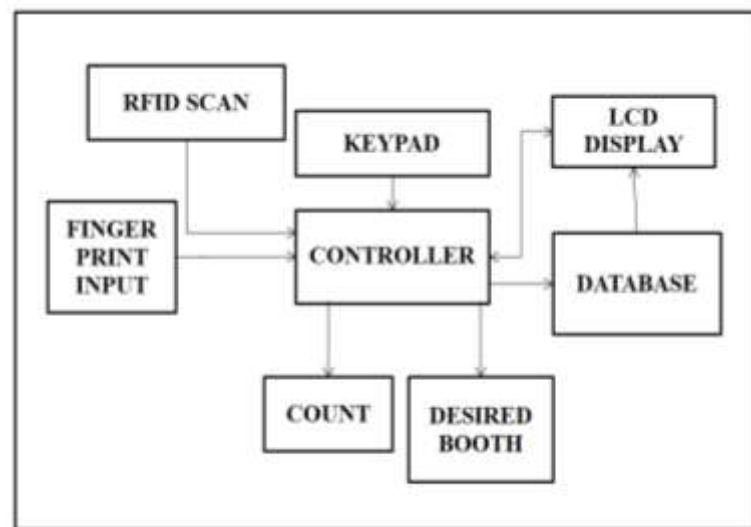 RFID SCAN
KEYPAD
LCD
DISPLAY
FINGER
PRINT
INPUT
CONTROLLER
DATABASE
COUNT
DESIRED
BOOTH